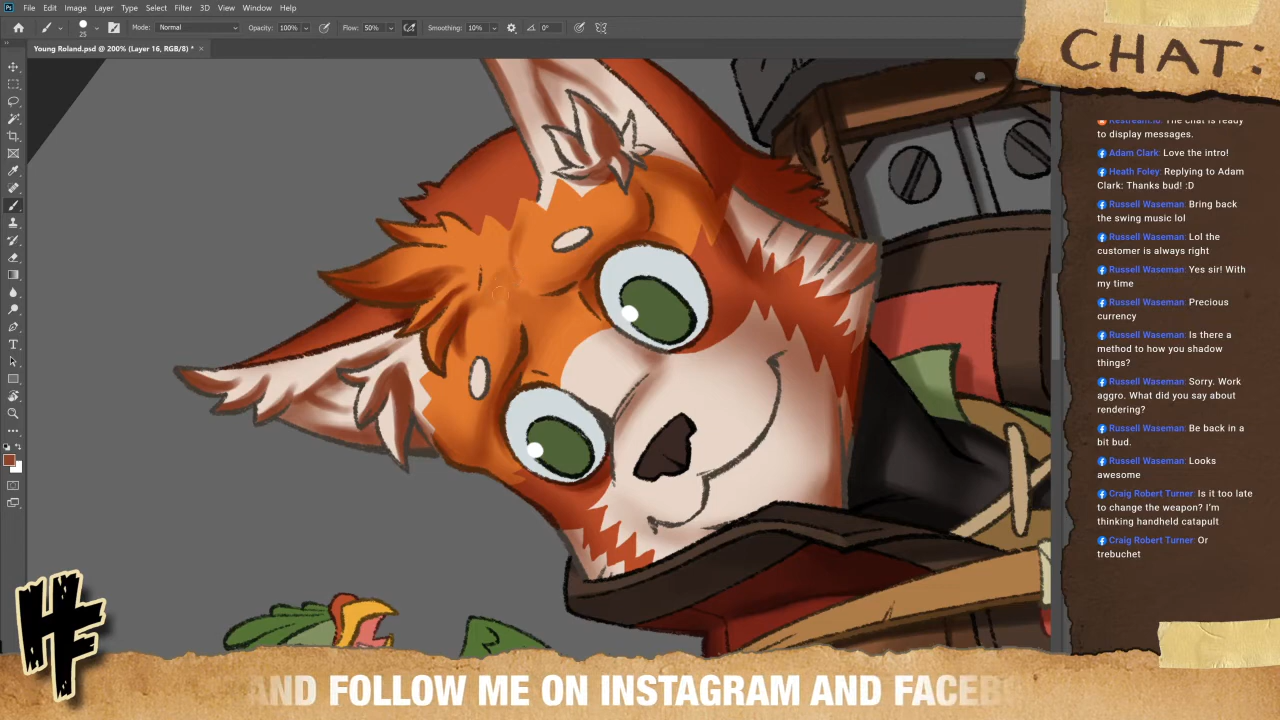 File Edit Image Layer Type Select Filter 3D View Window Help
25 Mode: Normal Opacity: 100% Flow: 50% Smoothing: 10% 0°
Young Roland.psd @ 200% (Layer 16, RGB/8) * ×
CHAT:
Restream.io: The chat is ready
to display messages.
Adam Clark: Love the intro!
Heath Foley: Replying to Adam
Clark: Thanks bud! :D
Russell Waseman: Bring back
the swing music lol
Russell Waseman: Lol the
customer is always right
Russell Waseman: Yes sir! With
my time
Russell Waseman: Precious
currency
Russell Waseman: Is there a
method to how you shadow
things?
Russell Waseman: Sorry. Work
aggro. What did you say about
rendering?
Russell Waseman: Be back in a
bit bud.
Russell Waseman: Looks
awesome
Craig Robert Turner: Is it too late
to change the weapon? I'm
thinking handheld catapult
Craig Robert Turner: Or
trebuchet
HF
AND FOLLOW ME ON INSTAGRAM AND FACEB